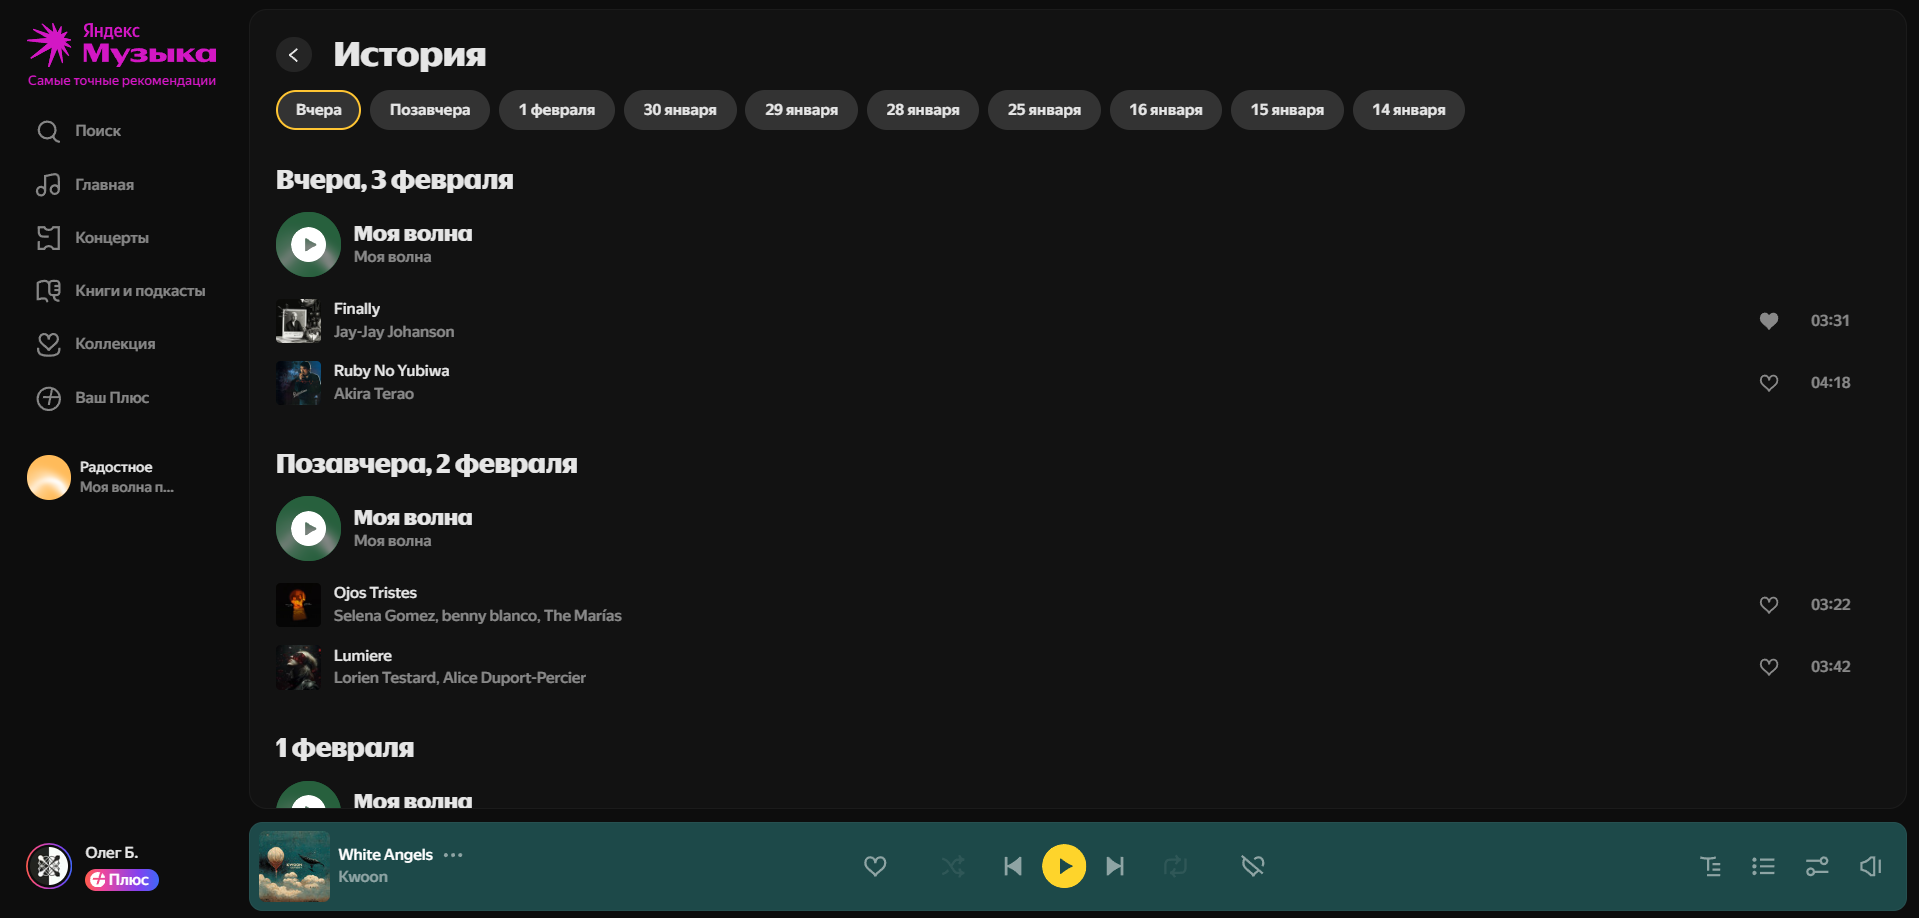 Яндекс
Музыка
Самые точные рекомендации
Поиск
Главная
Концерты
Книги и подкасты
Коллекция
Ваш Плюс
Радостное
Моя волна п...
Олег Б.
Плюс
История
Вчера
Позавчера
1 февраля
30 января
29 января
28 января
25 января
16 января
15 января
14 января
Вчера, 3 февраля
Моя волна
Моя волна
Finally
Jay-Jay Johanson
03:31
Ruby No Yubiwa
Akira Terao
04:18
Позавчера, 2 февраля
Моя волна
Моя волна
Ojos Tristes
Selena Gomez, benny blanco, The Marías
03:22
Lumiere
Lorien Testard, Alice Duport-Percier
03:42
1 февраля
Моя волна
KWOON
White Angels
Kwoon